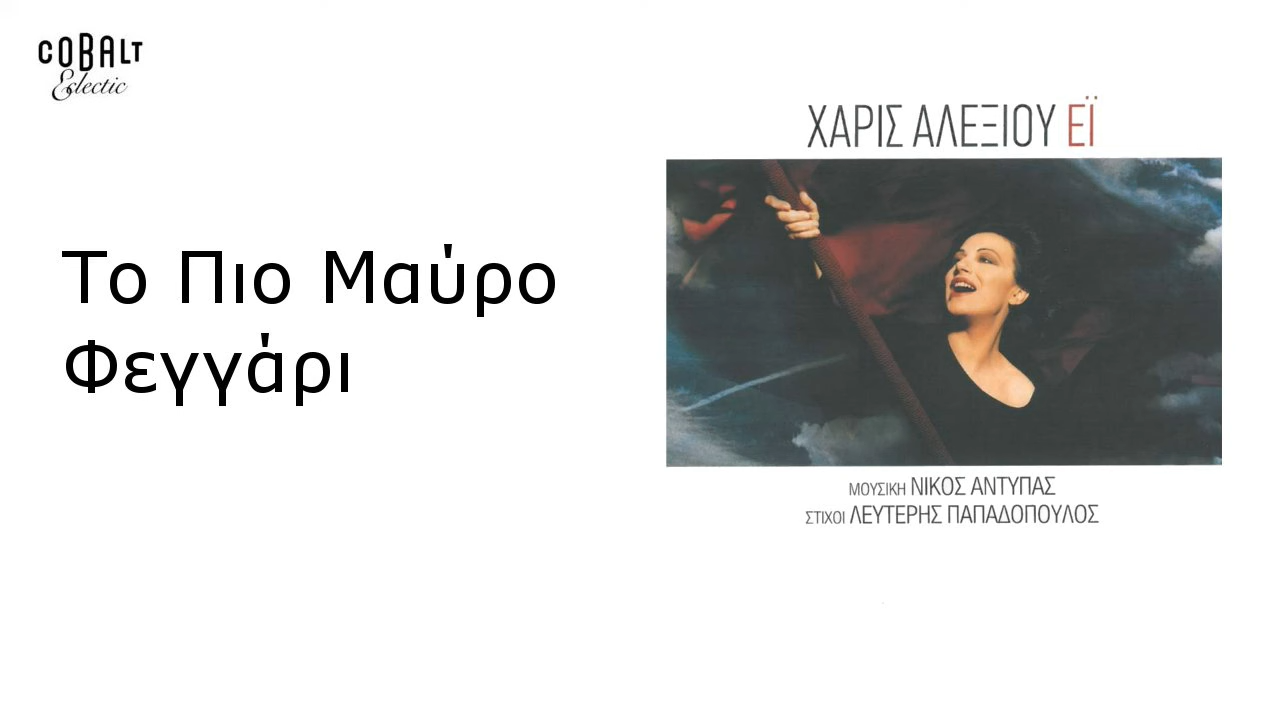 COBALT
Eclectic
Το Πιο Μαύρο
Φεγγάρι
ΧΑΡΙΣ ΑΛΕΞΙΟΥ ΕΪ
ΜΟΥΣΙΚΗ ΝΙΚΟΣ ΑΝΤΥΠΑΣ
ΣΤΙΧΟΙ ΛΕΥΤΕΡΗΣ ΠΑΠΑΔΟΠΟΥΛΟΣ